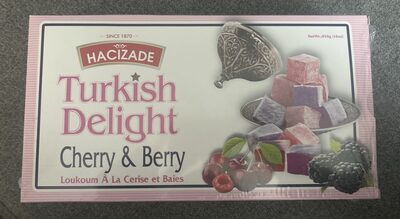 SINCE 1870
HACIZADE
Turkish
Delight
Cherry & Berry
Loukoum À La Cerise et Baies